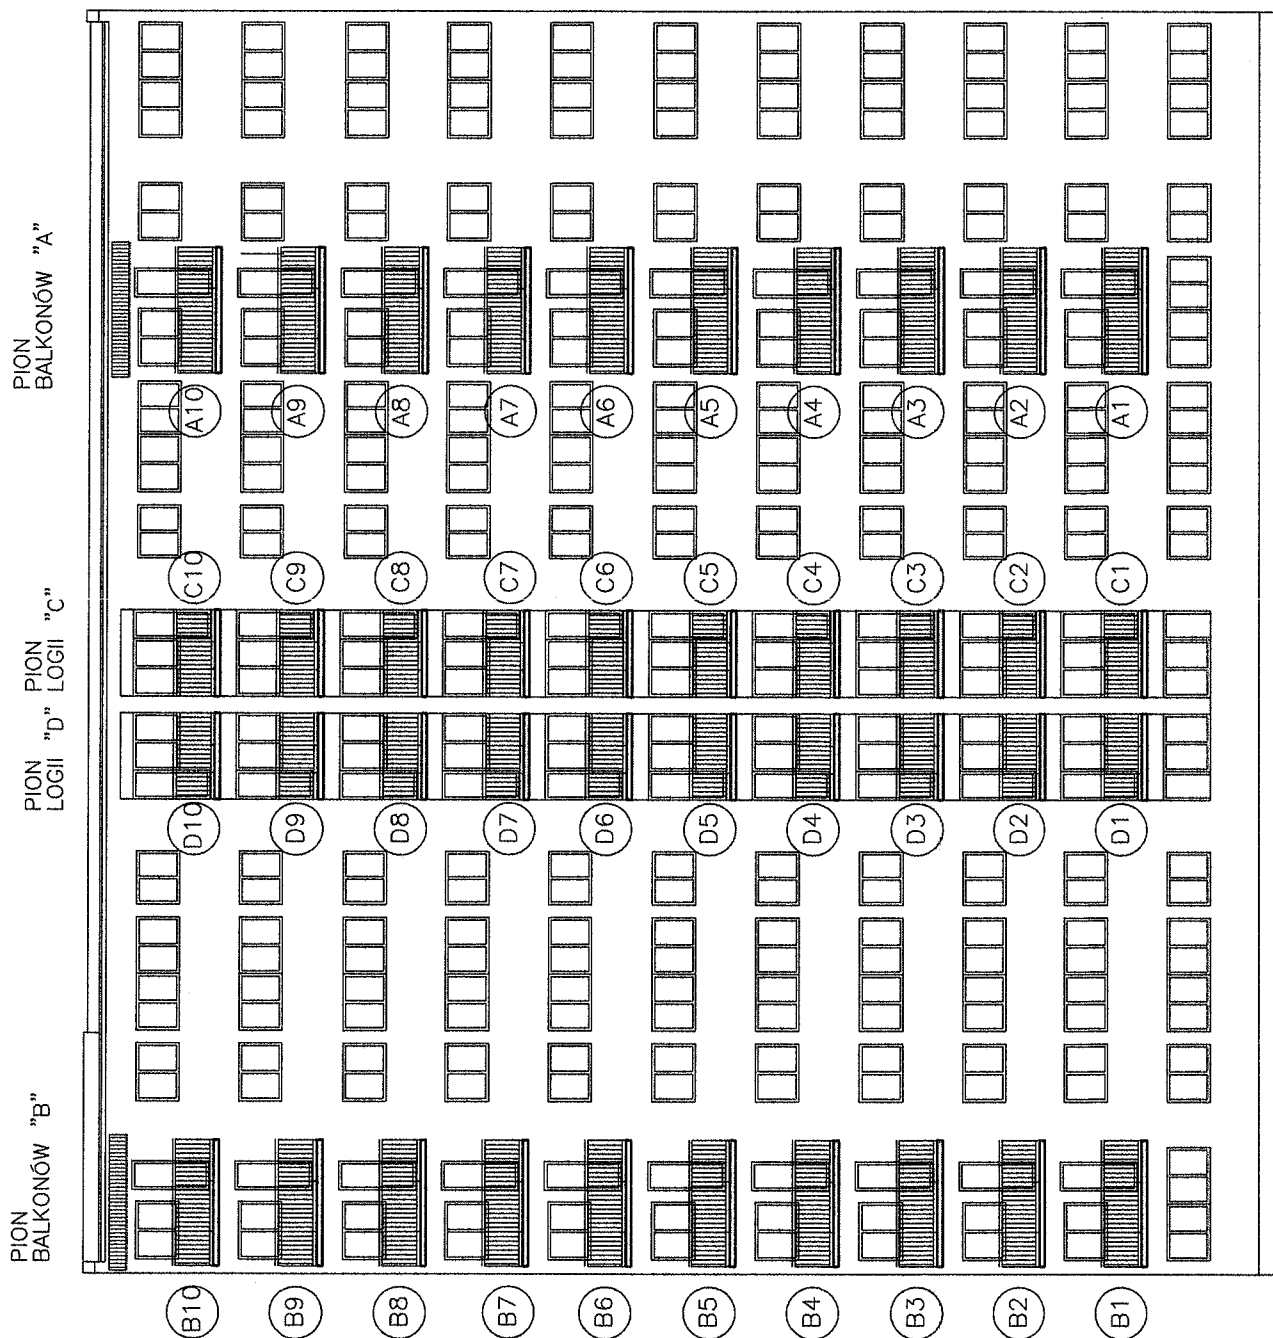 PION
BALKONÓW "B"
PION
LOGII "D"
PION
LOGII "C"
PION
BALKONÓW "A"
B10
D10
C10
A10
B9
D9
C9
A9
B8
D8
C8
A8
B7
D7
C7
A7
B6
D6
C6
A6
B5
D5
C5
A5
B4
D4
C4
A4
B3
D3
C3
A3
B2
D2
C2
A2
B1
D1
C1
A1